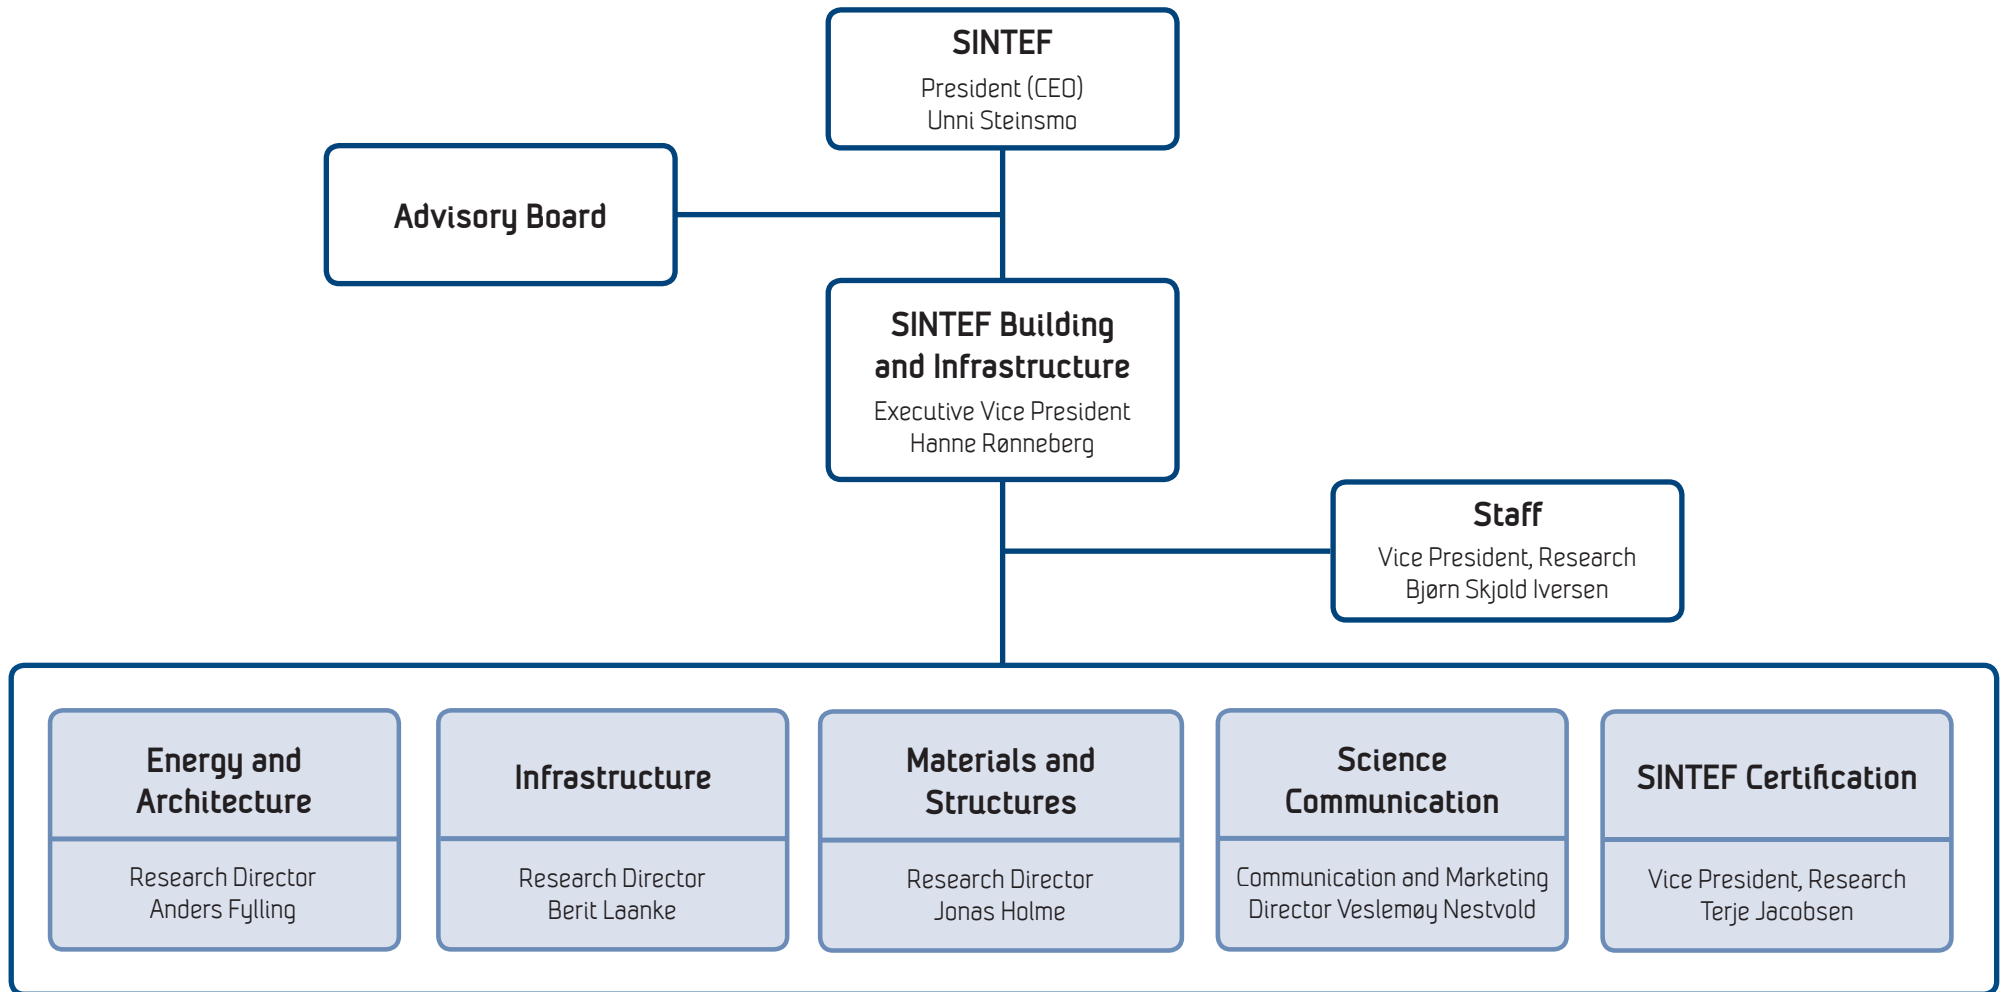 SINTEF
President (CEO)
Unni Steinsmo
Advisory Board
SINTEF Building
and Infrastructure
Executive Vice President
Hanne Rønneberg
Staff
Vice President, Research
Bjørn Skjold Iversen
Energy and
Architecture
Research Director
Anders Fylling
Infrastructure
Research Director
Berit Laanke
Materials and
Structures
Research Director
Jonas Holme
Science
Communication
Communication and Marketing
Director Veslemøy Nestvold
SINTEF Certification
Vice President, Research
Terje Jacobsen